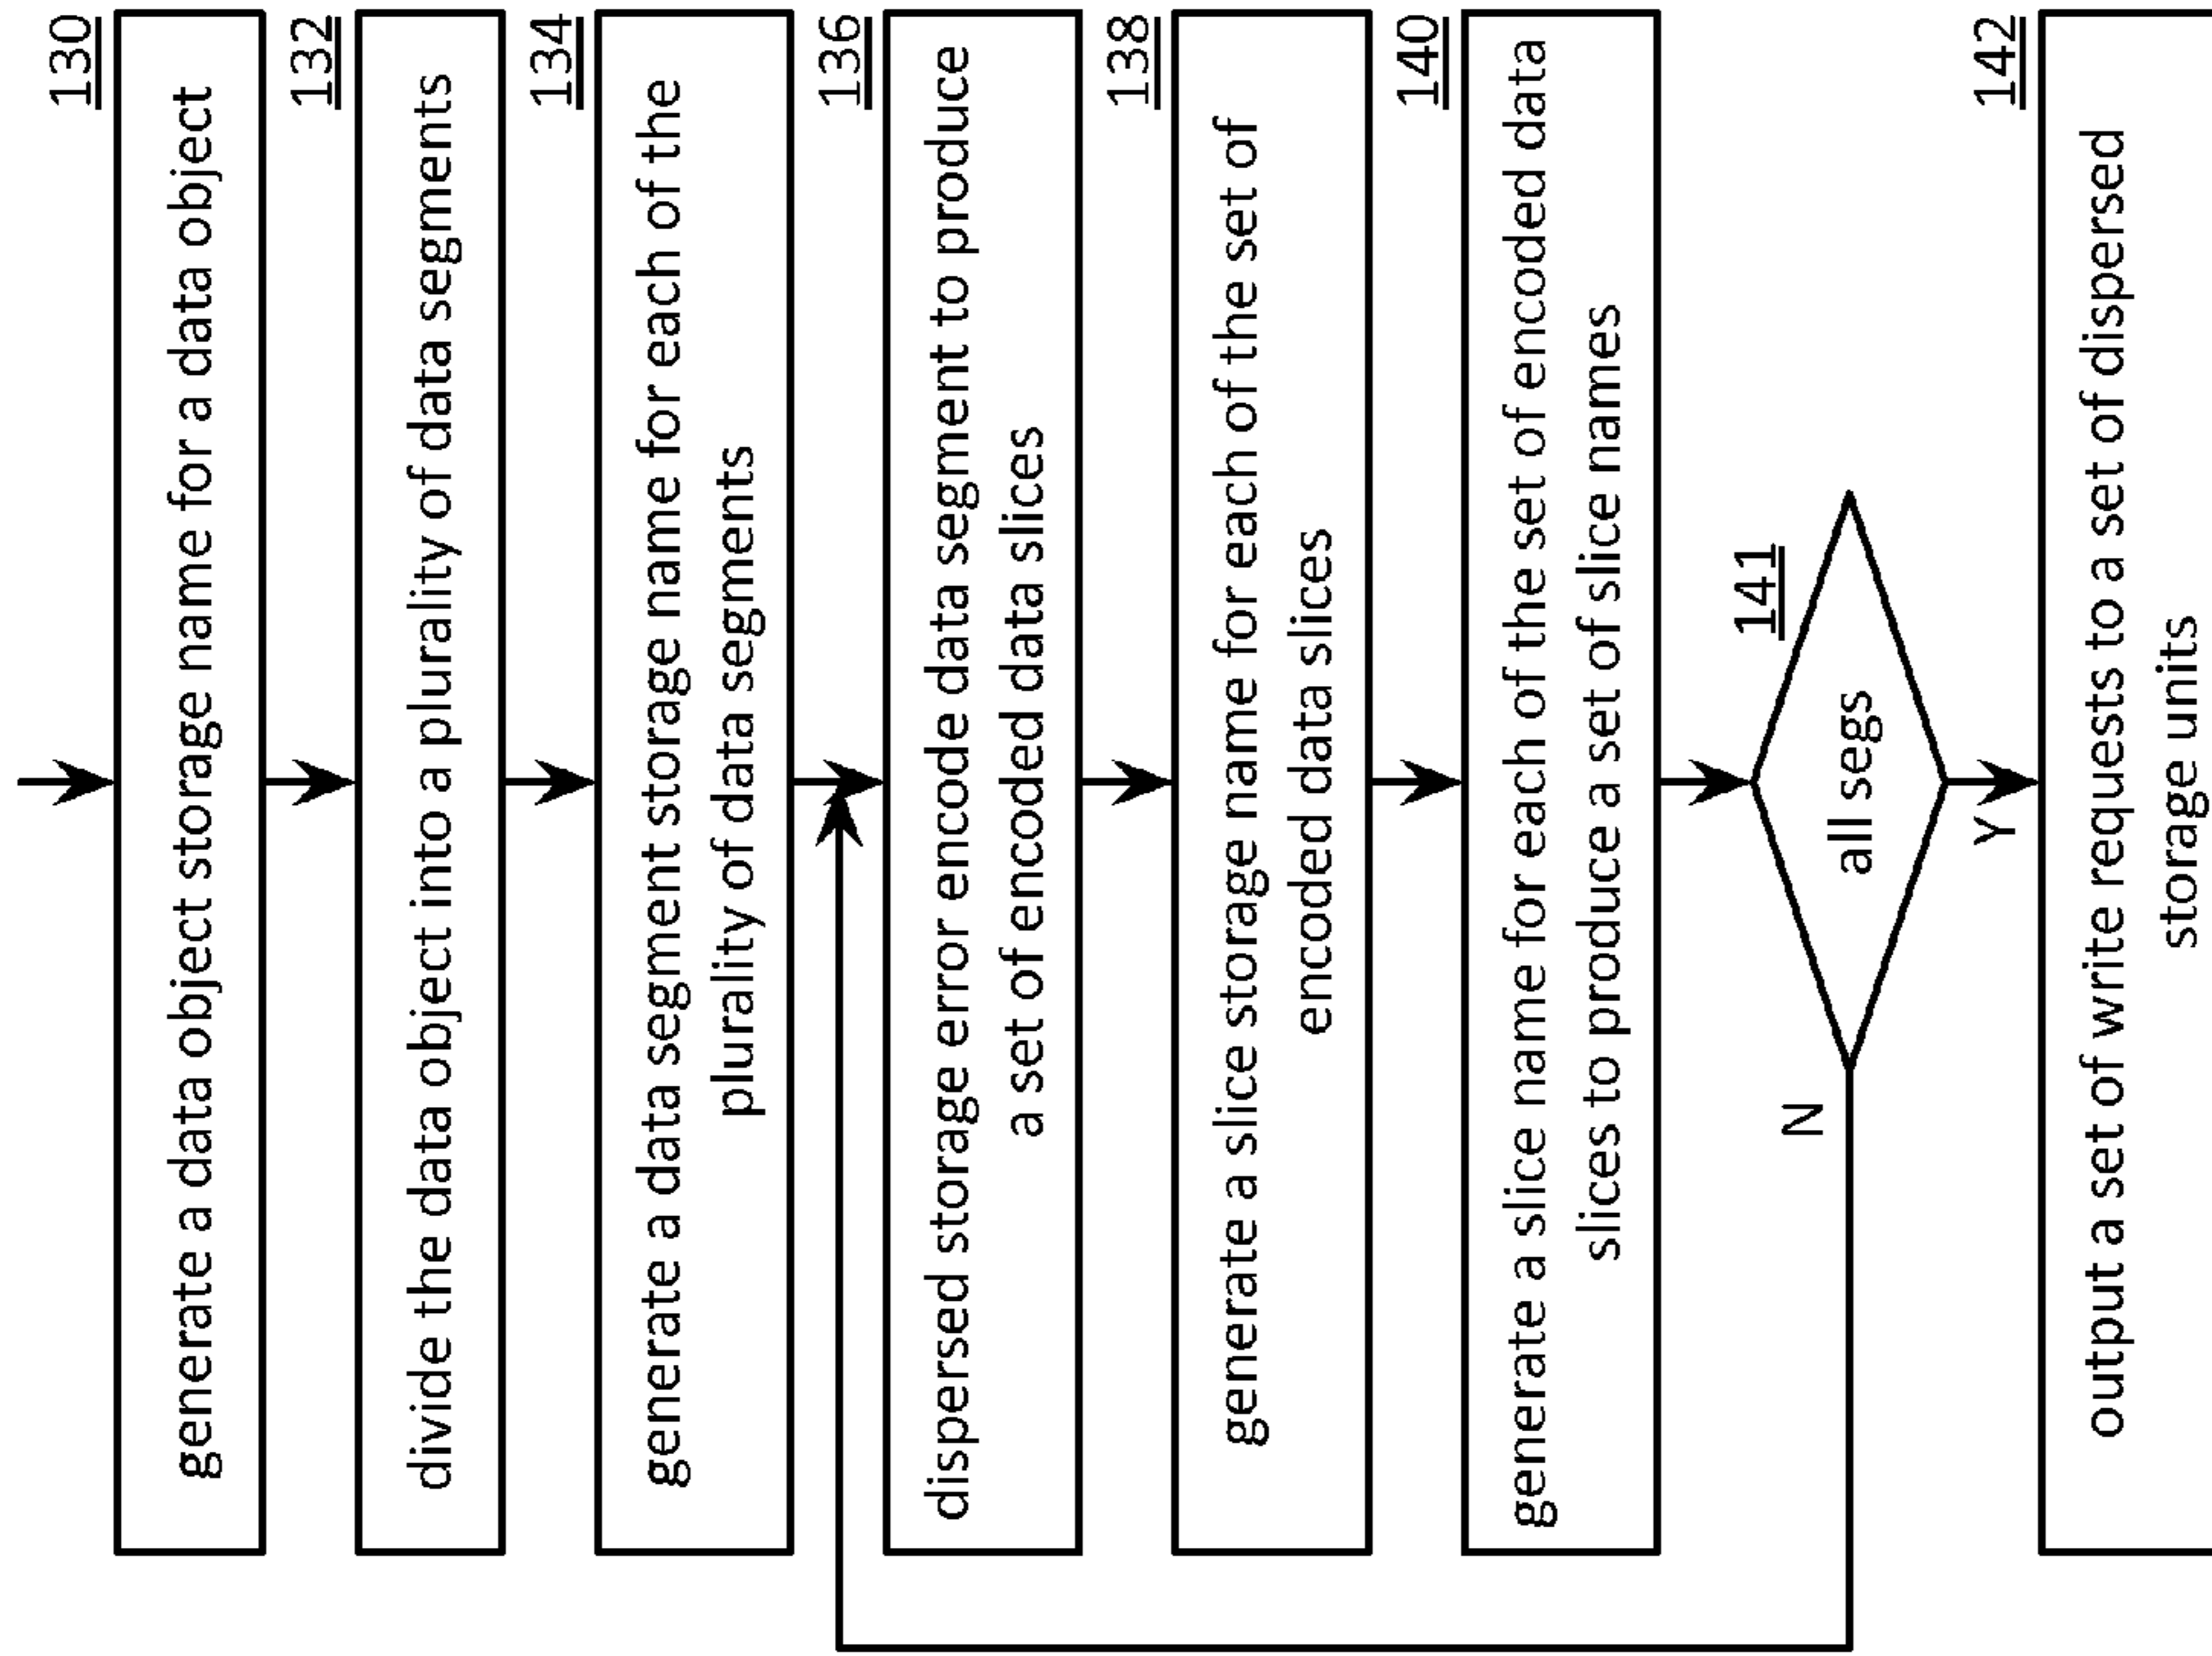 130
generate a data object storage name for a data object
132
divide the data object into a plurality of data segments
134
generate a data segment storage name for each of the
plurality of data segments
136
dispersed storage error encode data segment to produce
a set of encoded data slices
138
generate a slice storage name for each of the set of
encoded data slices
140
generate a slice name for each of the set of encoded data
slices to produce a set of slice names
141
all segs
N
Y
142
output a set of write requests to a set of dispersed
storage units